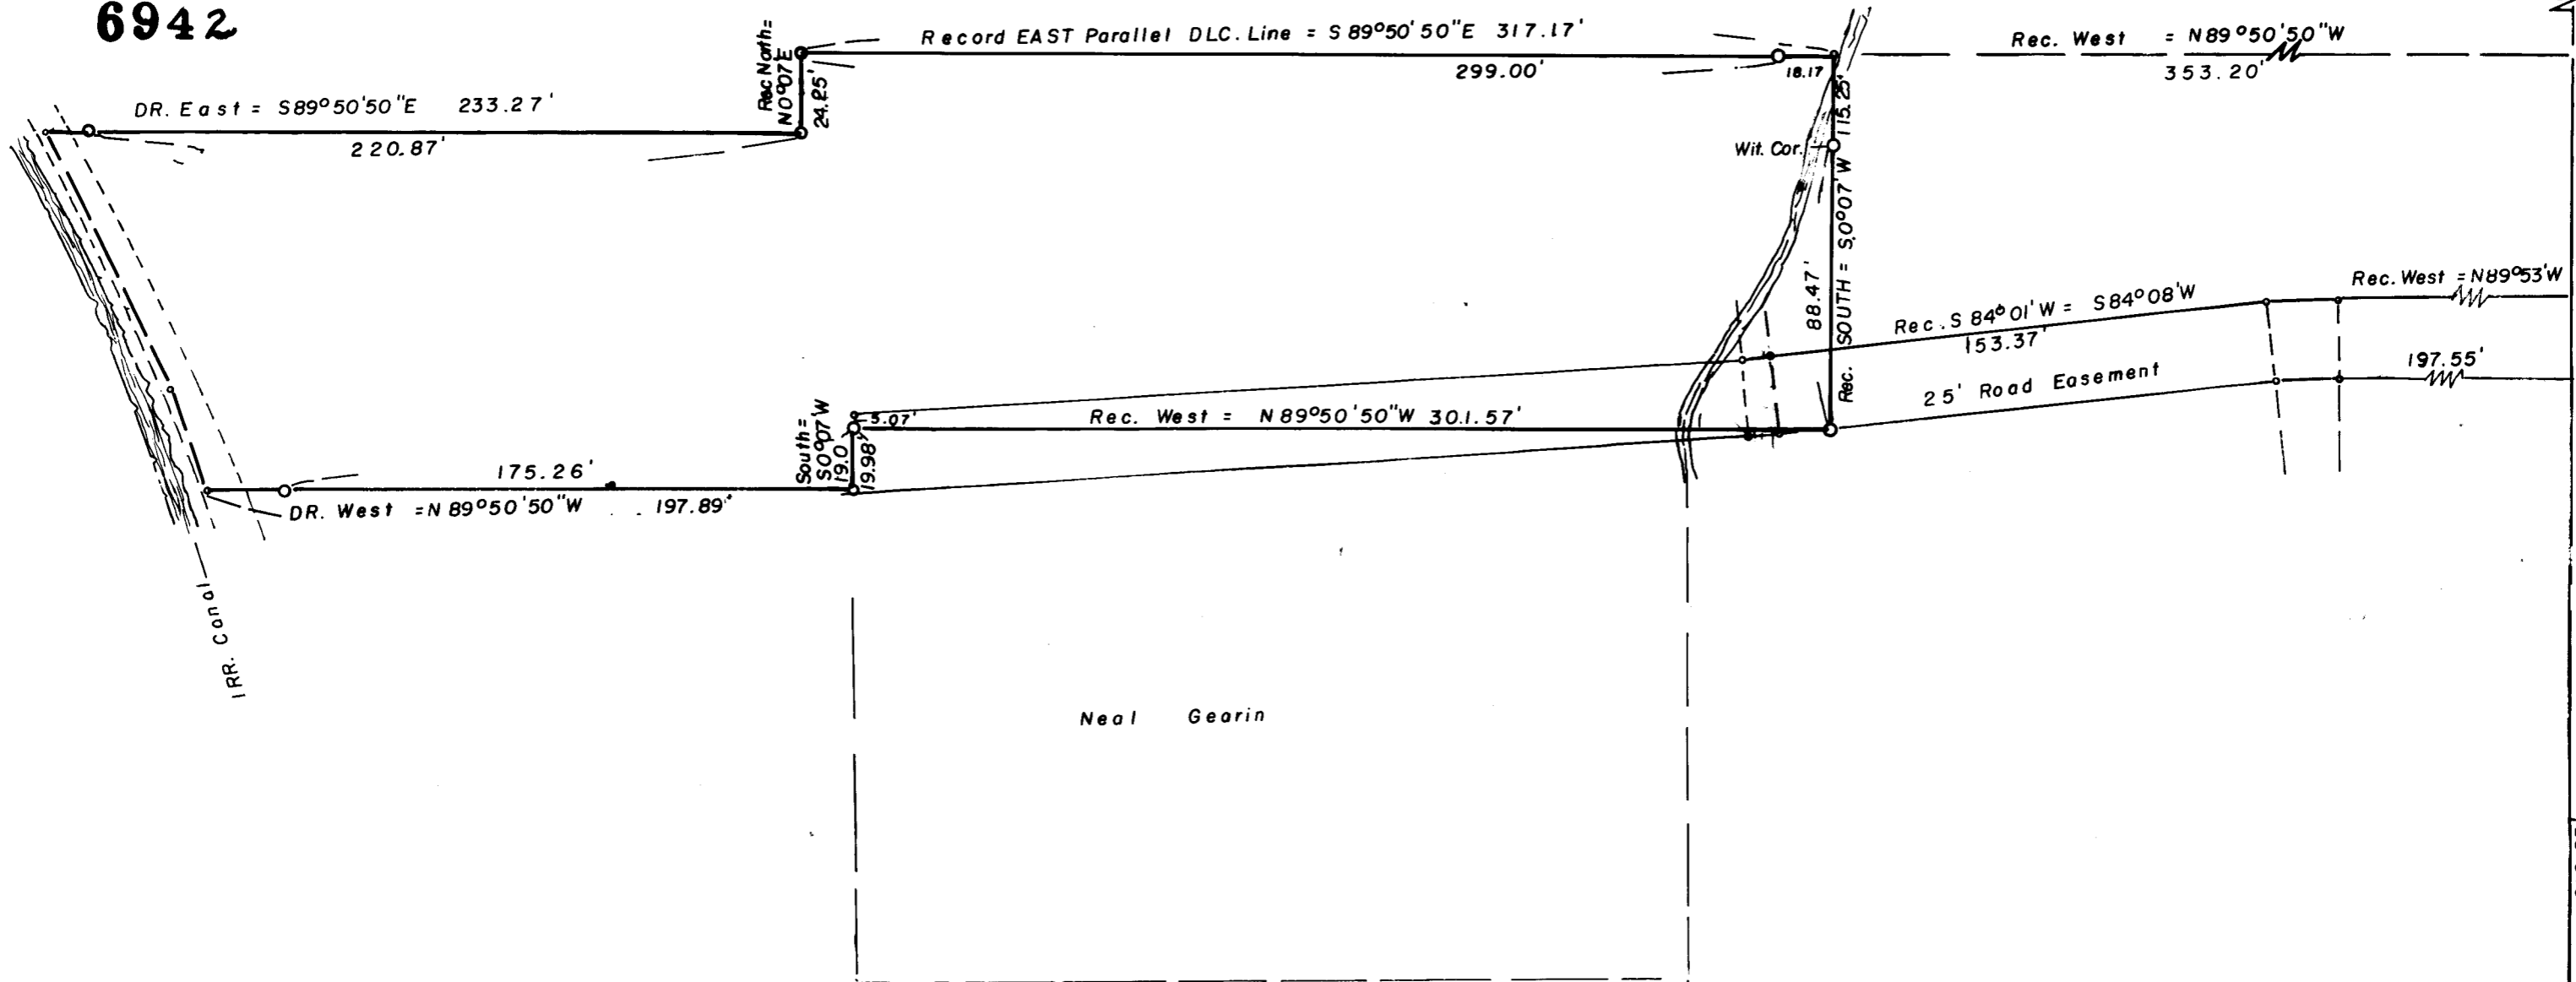 6942
Record EAST Parallel DLC. Line = S 89°50'50"E 317.17'
299.00'
18.17
Rec. West = N89°50'50"W
353.20'
Rec North =
N0°07'E
24.25'
DR. East = S89°50'50"E 233.27'
220.87'
115.25'
Wit. Cor.
88.47'
Rec. SOUTH = S.0°07'W
Rec. West = N89°53'W
Rec. S 84°01'W = S84°08'W
153.37'
197.55'
25' Road Easement
South =
S0°07'W
19.0'
19.98'
5.07'
Rec. West = N89°50'50"W 301.57'
175.26'
DR. West = N 89°50'50"W 197.89'
IRR. Canal
Neal Gearin